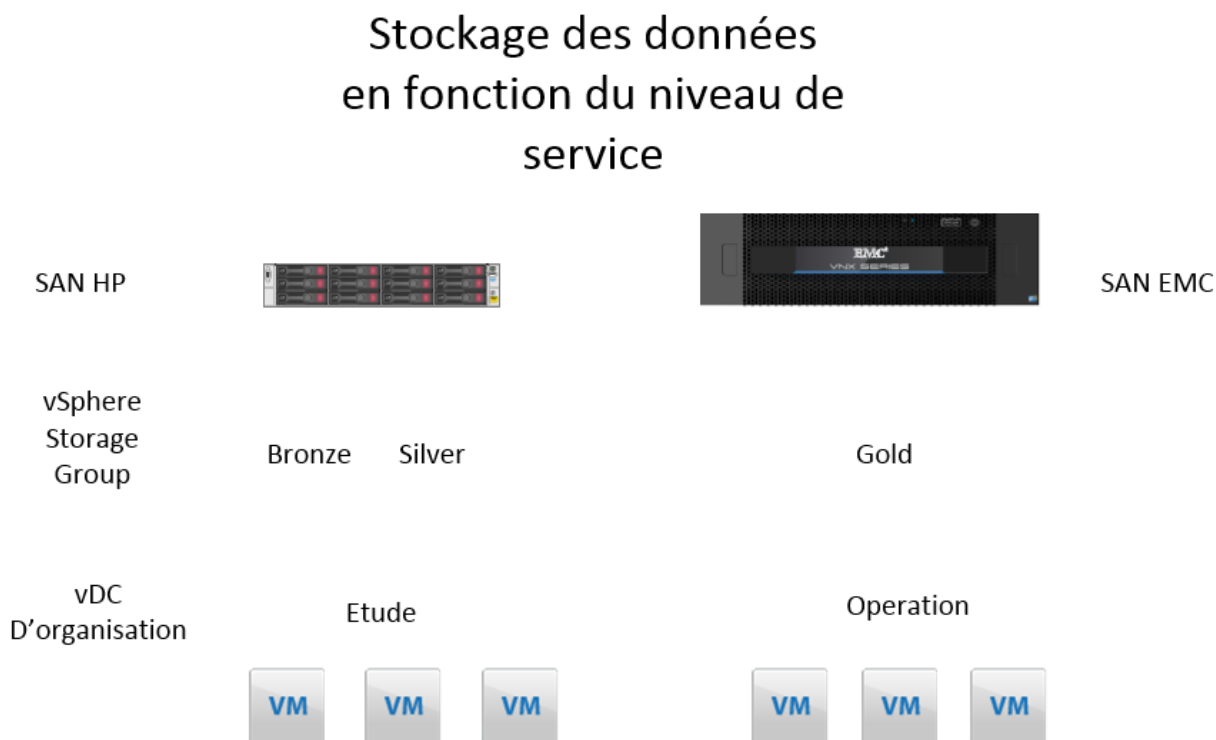 Stockage des données
en fonction du niveau de
service
SAN HP
EMC²
VNX SERIES
SAN EMC
vSphere
Storage
Group
Bronze
Silver
Gold
vDC
D'organisation
Etude
Operation
VM
VM
VM
VM
VM
VM